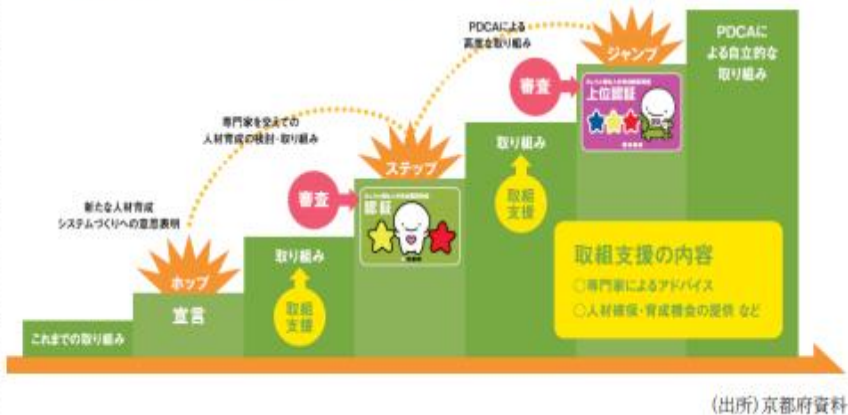 PDCAによる
高度な取り組み
ジャンプ
PDCAに
よる自立的な
取り組み
審査
上位認証
専門家を交えての
人材育成の検討・取り組み
ステップ
取り組み
審査
認証
取組
支援
新たな人材育成
システムづくりへの意思表明
ホップ
取り組み
取組支援の内容
○専門家によるアドバイス
○人材確保・育成機会の提供 など
宣言
取組
支援
これまでの取り組み
(出所)京都府資料